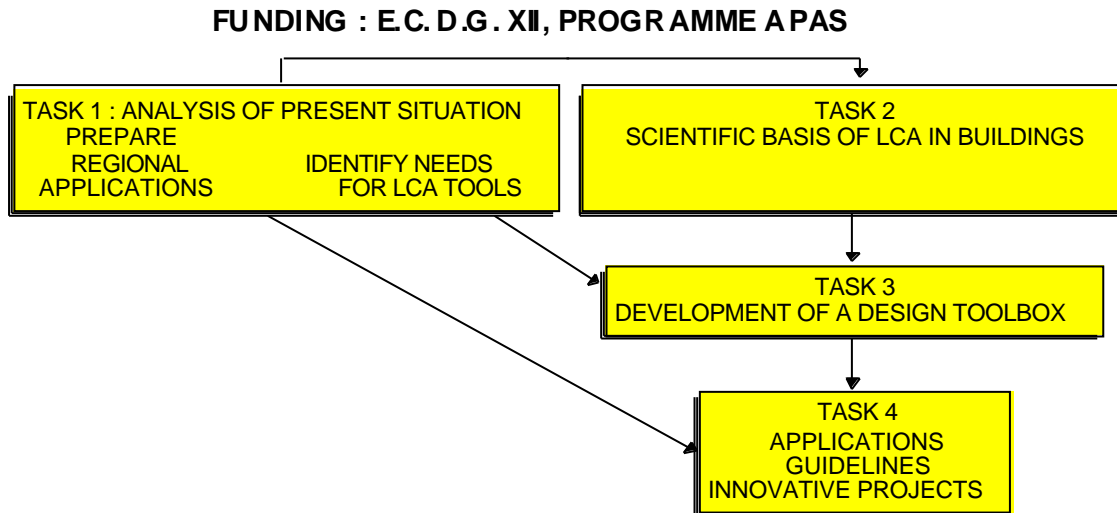 FUNDING : E.C. D.G. XII, PROGRAMME APAS
TASK 1 : ANALYSIS OF PRESENT SITUATION
PREPARE
REGIONAL IDENTIFY NEEDS
APPLICATIONS FOR LCA TOOLS
TASK 2
SCIENTIFIC BASIS OF LCA IN BUILDINGS
TASK 3
DEVELOPMENT OF A DESIGN TOOLBOX
TASK 4
APPLICATIONS
GUIDELINES
INNOVATIVE PROJECTS